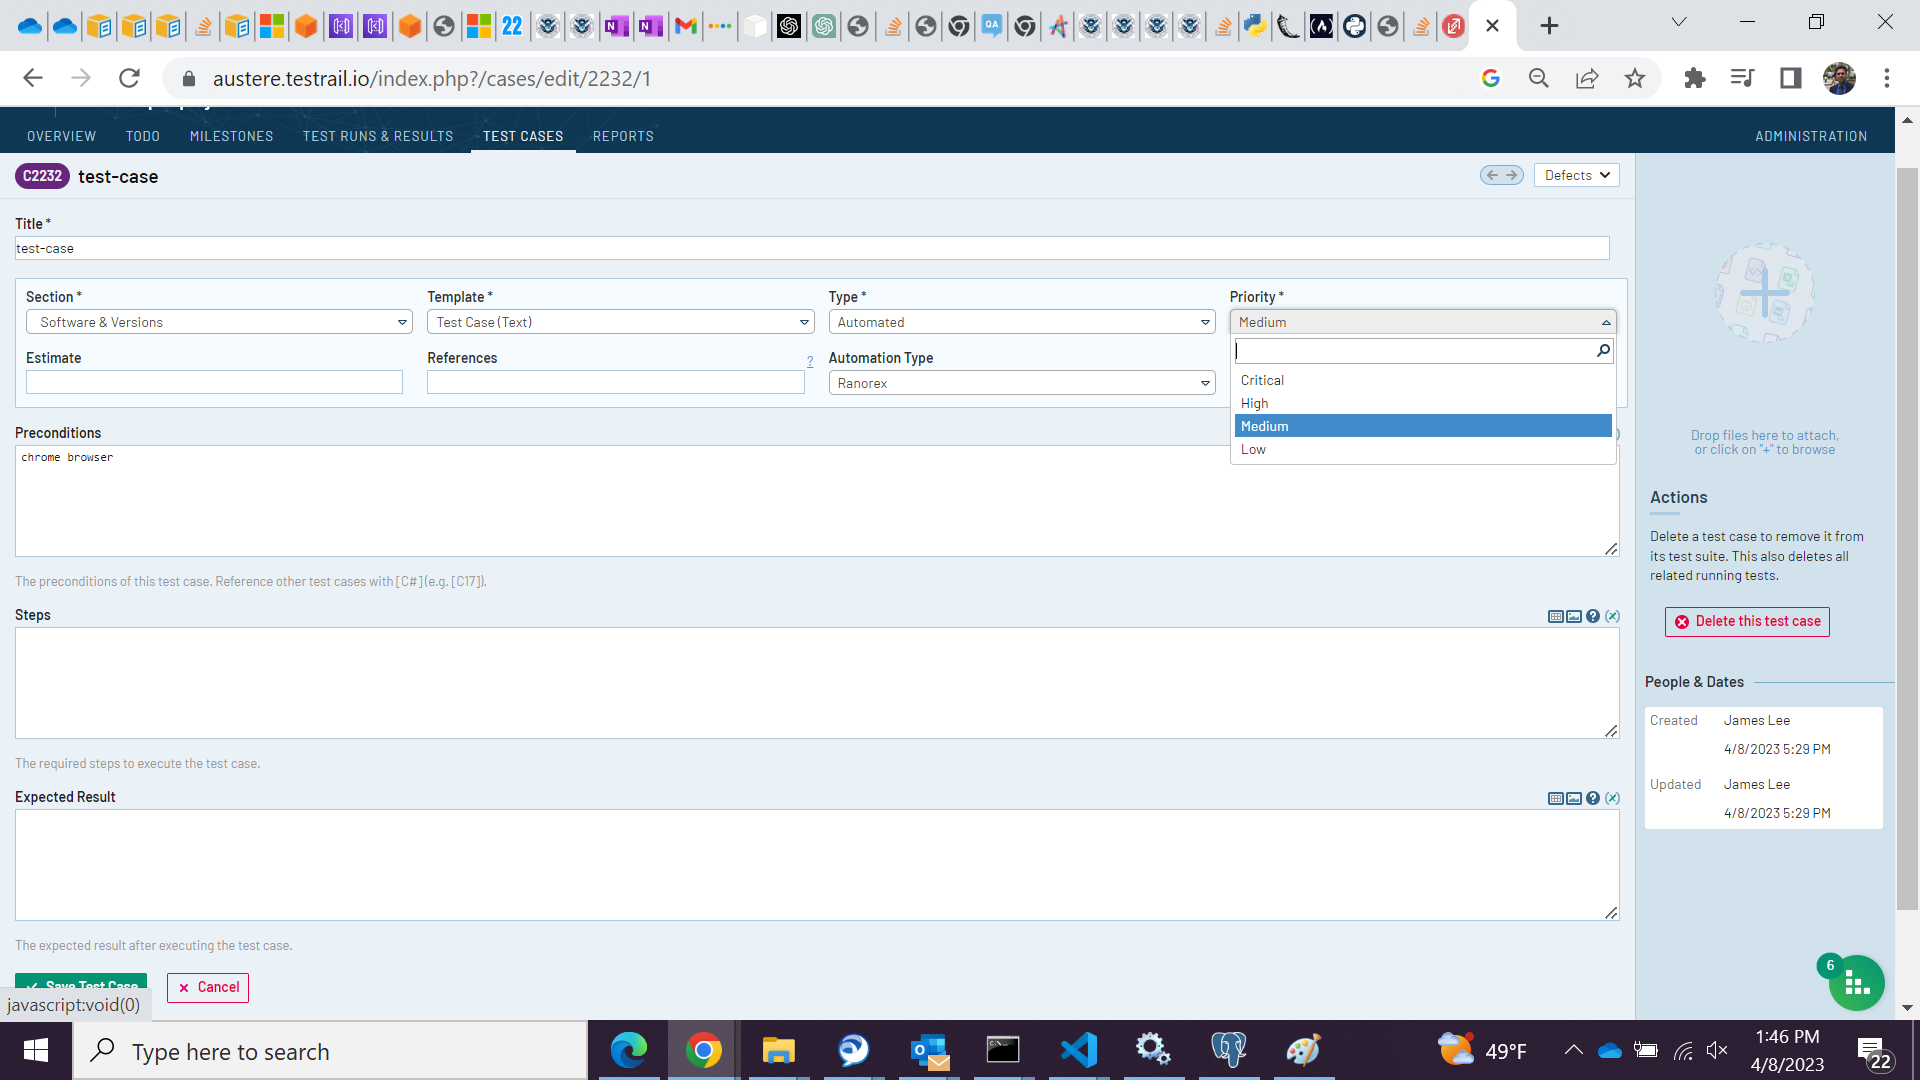 22
QA
austere.testrail.io/index.php?/cases/edit/2232/1
OVERVIEW TODO MILESTONES TEST RUNS & RESULTS TEST CASES REPORTS ADMINISTRATION
C2232 test-case
Defects
Title *
test-case
Section * Template * Type * Priority *
Software & Versions Test Case (Text) Automated Medium
Estimate References ? Automation Type
Ranorex
Critical
High
Medium
Low
Preconditions
chrome browser
The preconditions of this test case. Reference other test cases with [C#] (e.g. [C17]).
Steps
The required steps to execute the test case.
Expected Result
The expected result after executing the test case.
Save Test Case Cancel
javascript:void(0)
Drop files here to attach,
or click on "+" to browse
Actions
Delete a test case to remove it from
its test suite. This also deletes all
related running tests.
Delete this test case
People & Dates
Created James Lee
4/8/2023 5:29 PM
Updated James Lee
4/8/2023 5:29 PM
6
Type here to search
49°F
1:46 PM
4/8/2023
22